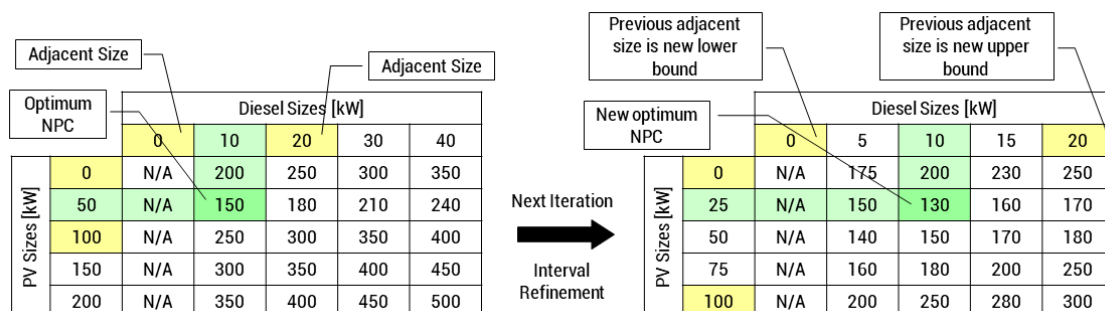 Adjacent Size
Adjacent Size
Optimum
NPC
Diesel Sizes [kW]
0 10 20 30 40
PV Sizes [kW]
0 N/A 200 250 300 350
50 N/A 150 180 210 240
100 N/A 250 300 350 400
150 N/A 300 350 400 450
200 N/A 350 400 450 500
Next Iteration
Interval
Refinement
Previous adjacent
size is new lower
bound
Previous adjacent
size is new upper
bound
New optimum
NPC
Diesel Sizes [kW]
0 5 10 15 20
PV Sizes [kW]
0 N/A 175 200 230 250
25 N/A 150 130 160 170
50 N/A 140 150 170 180
75 N/A 160 180 200 250
100 N/A 200 250 280 300